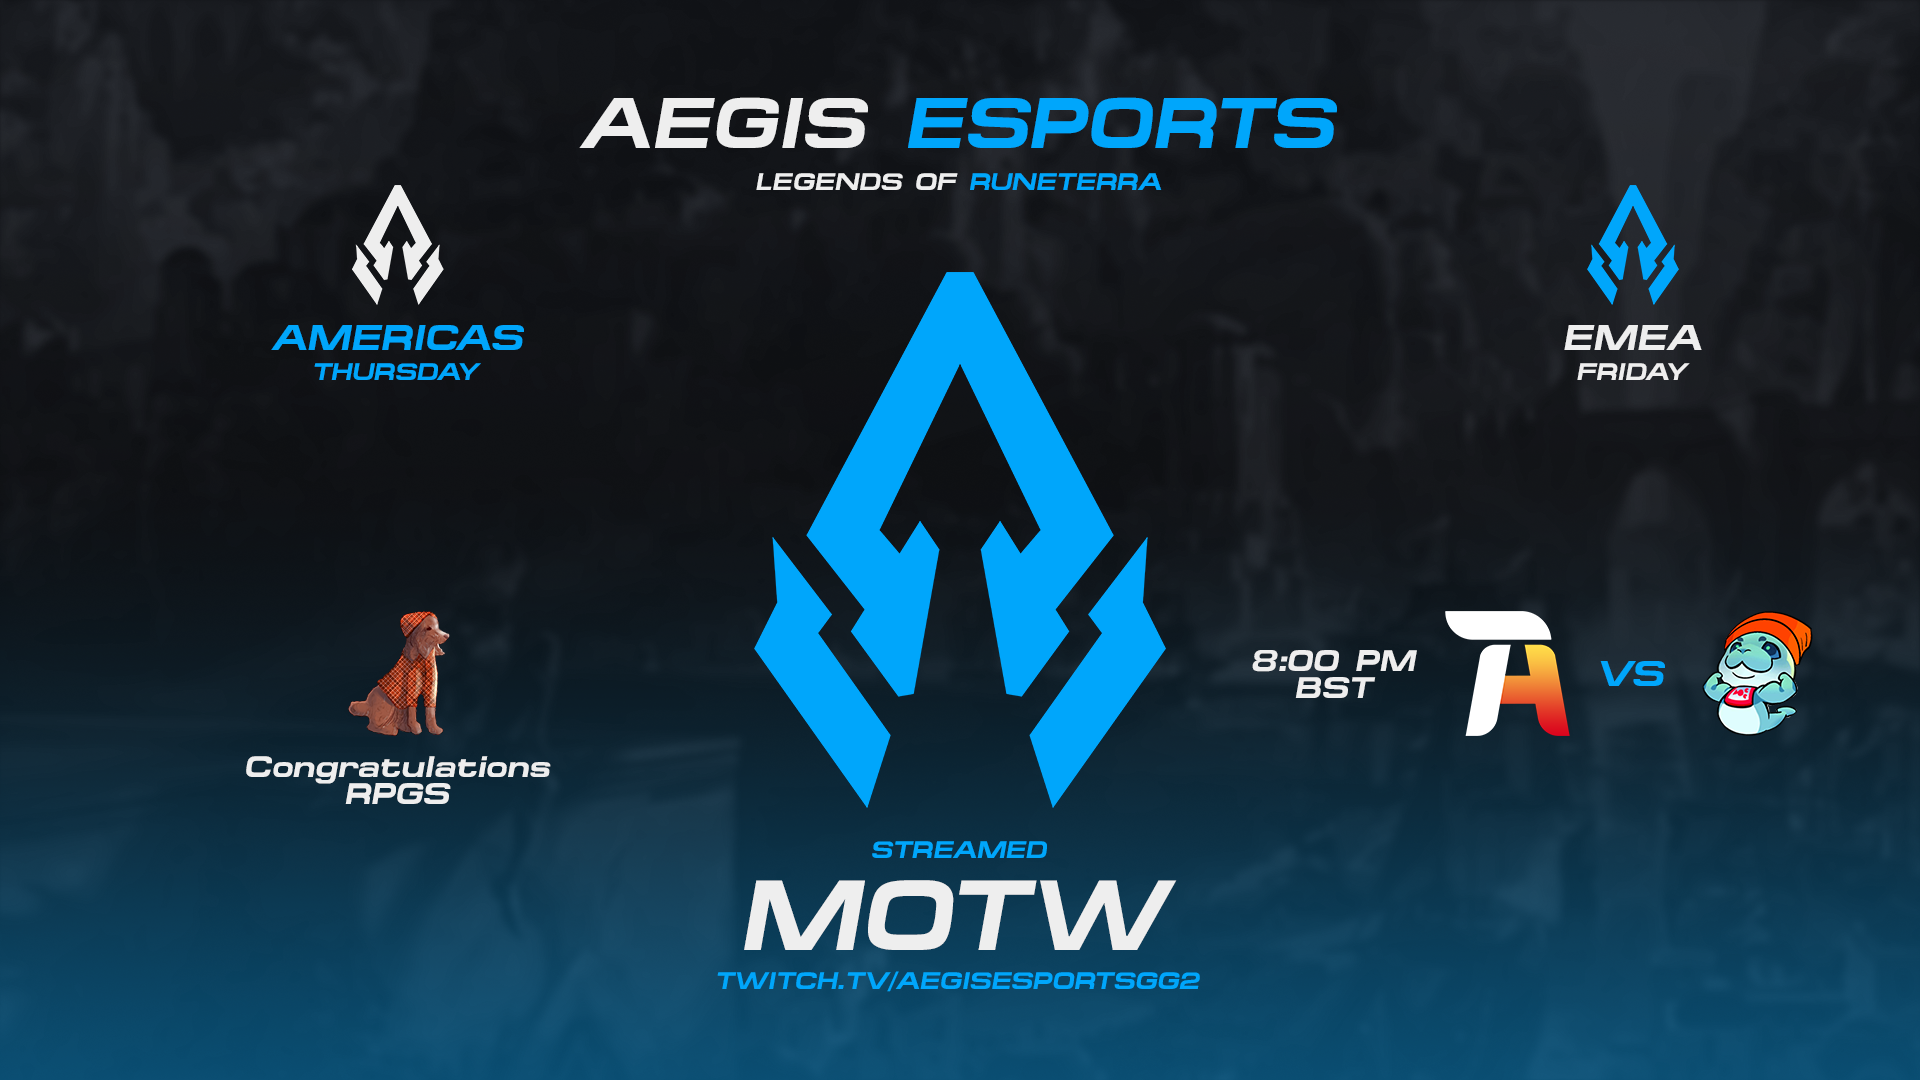 AEGIS ESPORTS
LEGENDS OF RUNETERRA
AMERICAS
THURSDAY
EMEA
FRIDAY
Congratulations
RPGS
8:00 PM
BST
TA
VS
STREAMED
MOTW
TWITCH.TV/AEGISESPORTSGG2